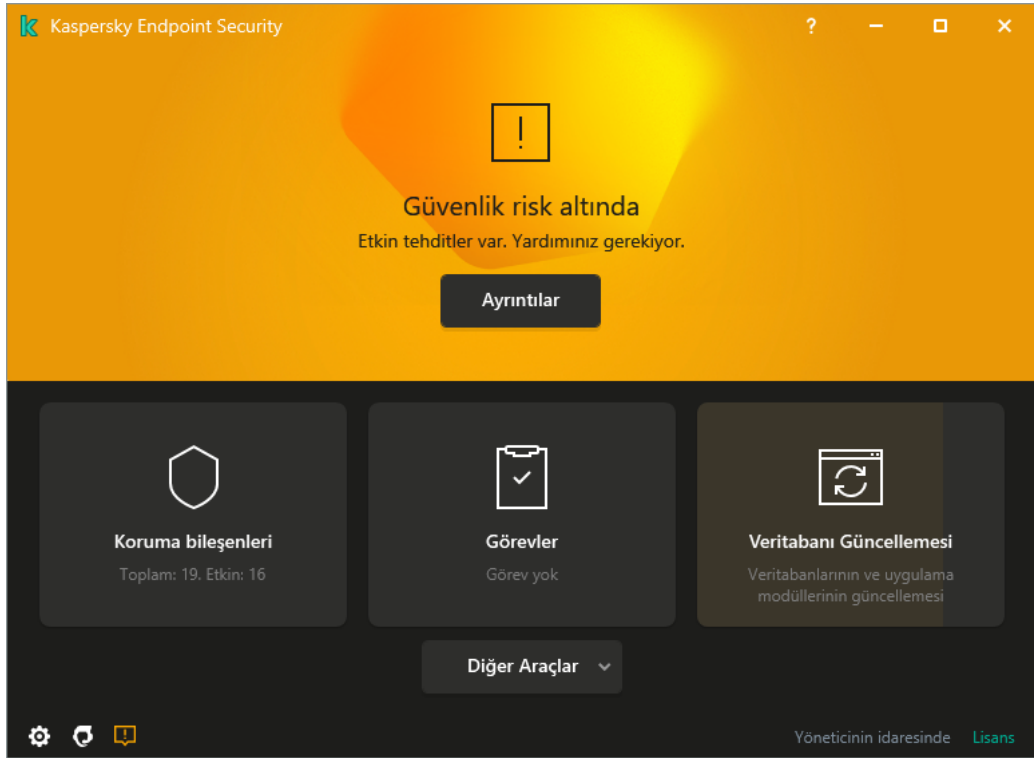 Kaspersky Endpoint Security
?
!
Güvenlik risk altında
Etkin tehditler var. Yardımınız gerekiyor.
Ayrıntılar
Koruma bileşenleri
Toplam: 19. Etkin: 16
Görevler
Görev yok
Veritabanı Güncellemesi
Veritabanlarının ve uygulama
modüllerinin güncellemesi
Diğer Araçlar
Yöneticinin idaresinde
Lisans